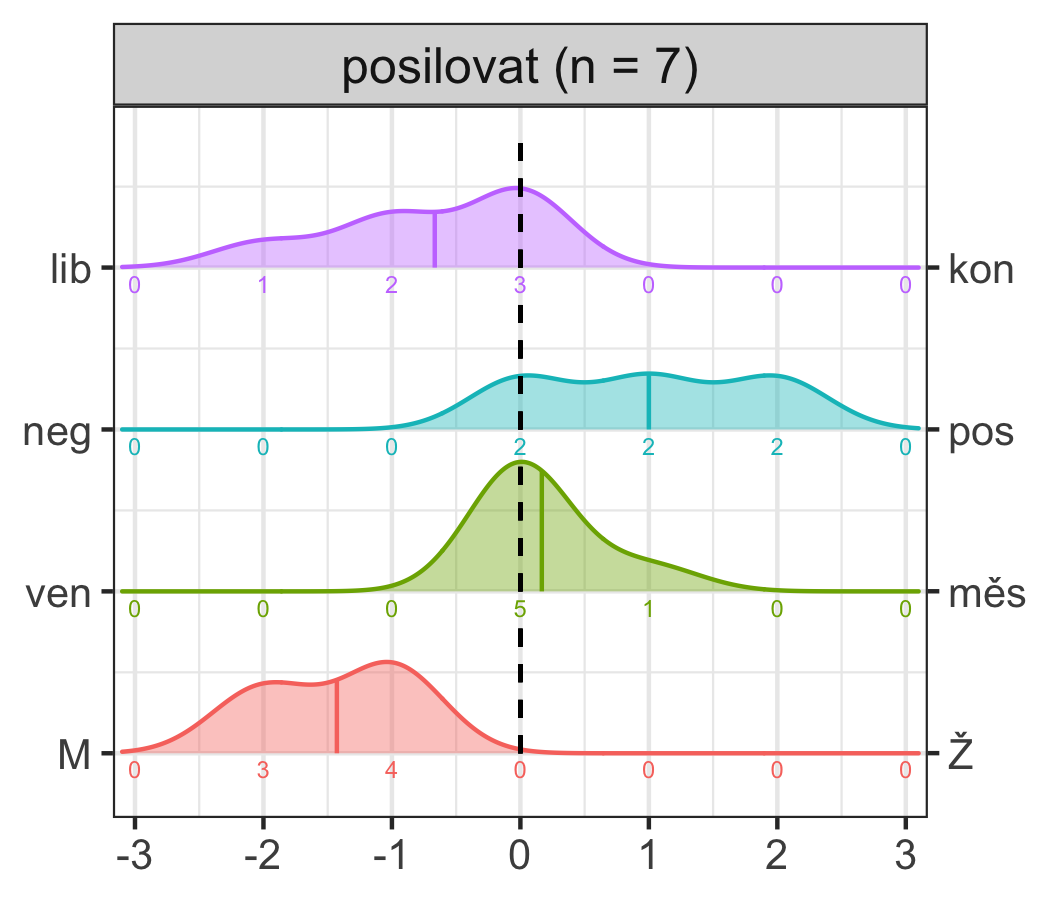 posilovat (n = 7)
lib kon
0 1 2 3 0 0 0
neg pos
0 0 0 2 2 2 0
ven měs
0 0 0 5 1 0 0
M Ž
0 3 4 0 0 0 0
-3 -2 -1 0 1 2 3